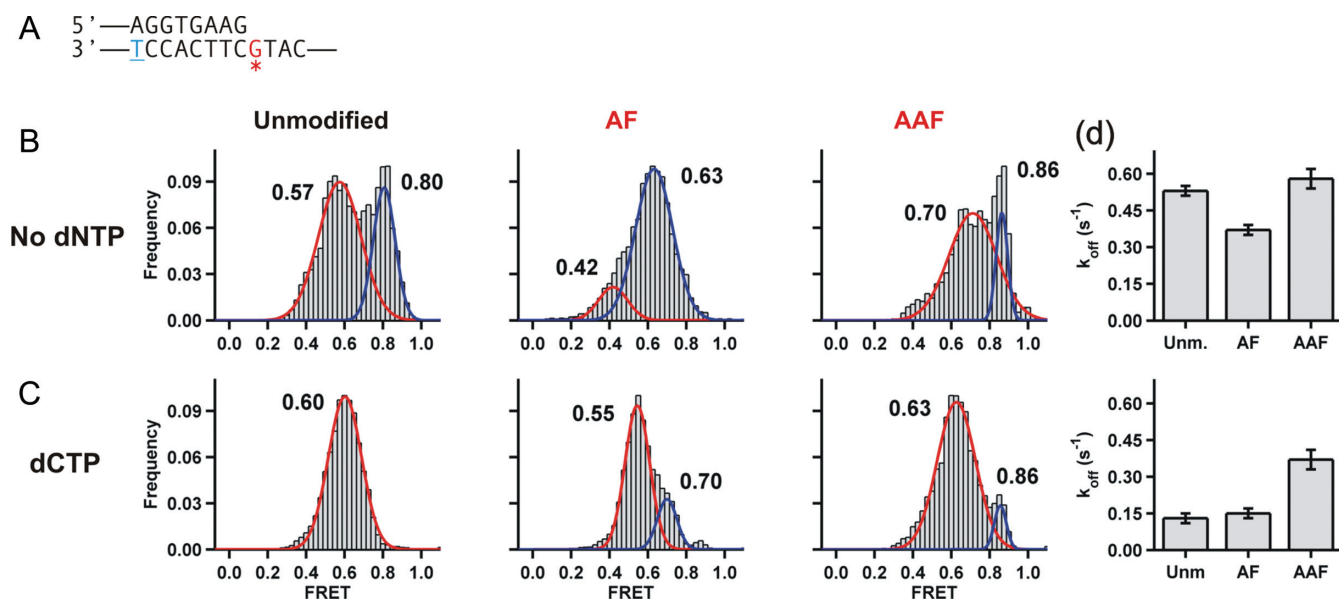 A
5’—AGGTGAAG
3’—TCCACTTCGTAC—
*
Unmodified
AF
AAF
(d)
B
No dNTP
Frequency
0.09
0.06
0.03
0.00
0.57
0.80
0.0 0.2 0.4 0.6 0.8 1.0
0.42
0.63
0.0 0.2 0.4 0.6 0.8 1.0
0.70
0.86
0.0 0.2 0.4 0.6 0.8 1.0
koff (s-1)
0.60
0.45
0.30
0.15
0.00
Unm. AF AAF
C
dCTP
Frequency
0.09
0.06
0.03
0.00
0.60
0.0 0.2 0.4 0.6 0.8 1.0
FRET
0.55
0.70
0.0 0.2 0.4 0.6 0.8 1.0
FRET
0.63
0.86
0.0 0.2 0.4 0.6 0.8 1.0
FRET
koff (s-1)
0.60
0.45
0.30
0.15
0.00
Unm AF AAF